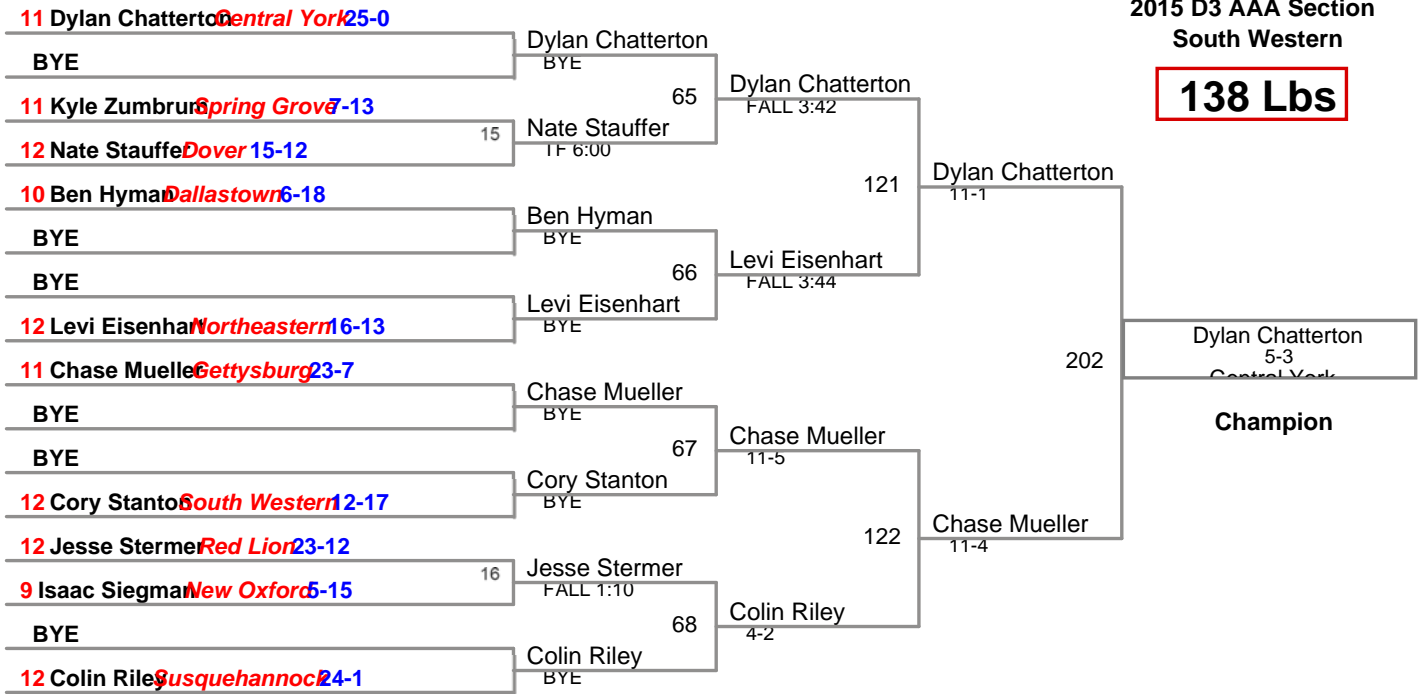 2015 D3 AAA Section
South Western
138 Lbs
11 Dylan Chatterton Central York 25-0
BYE
11 Kyle Zumbrum Spring Grove 7-13
12 Nate Stauffer Dover 15-12
10 Ben Hyman Dallastown 6-18
BYE
BYE
12 Levi Eisenhart Northeastern 16-13
11 Chase Mueller Gettysburg 23-7
BYE
BYE
12 Cory Stanton South Western 12-17
12 Jesse Stermer Red Lion 23-12
9 Isaac Siegman New Oxford 5-15
BYE
12 Colin Riley Susquehannock 24-1
15
16
Dylan Chatterton
BYE
Nate Stauffer
TF 6:00
Ben Hyman
BYE
Levi Eisenhart
BYE
Chase Mueller
BYE
Cory Stanton
BYE
Jesse Stermer
FALL 1:10
Colin Riley
BYE
65
66
67
68
Dylan Chatterton
FALL 3:42
Levi Eisenhart
FALL 3:44
Chase Mueller
11-5
Colin Riley
4-2
121
122
Dylan Chatterton
11-1
Chase Mueller
11-4
202
Dylan Chatterton
5-3
Central York
Champion